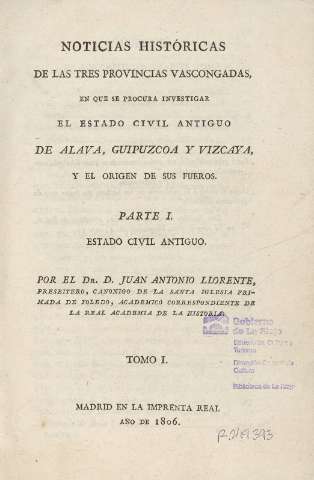 NOTICIAS HISTÓRICAS
DE LAS TRES PROVINCIAS VASCONGADAS,
EN QUE SE PROCURA INVESTIGAR
EL ESTADO CIVIL ANTIGUO
DE ALAVA, GUIPUZCOA Y VIZCAYA,
Y EL ORIGEN DE SUS FUEROS.
PARTE I.
ESTADO CIVIL ANTIGUO.
POR EL DR. D. JUAN ANTONIO LLORENTE,
PRESBITERO, CANONIGO DE LA SANTA IGLESIA PRI-
MADA DE TOLEDO, ACADEMICO CORRESPONDIENTE DE
LA REAL ACADEMIA DE LA HISTORIA.
Gobierno
de La Rioja
Cultura
Biblioteca de La Rioja
TOMO I.
MADRID EN LA IMPRENTA REAL
AÑO DE 1806.